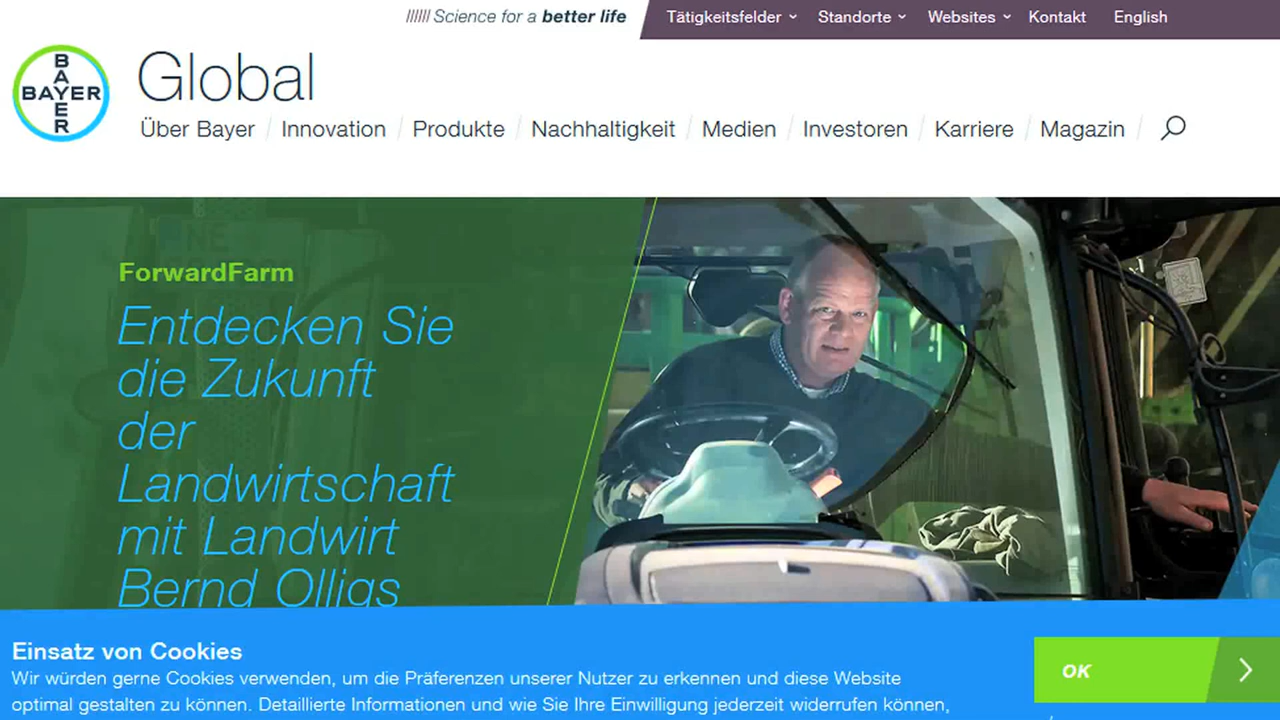 Science for a better life
Tätigkeitsfelder
Standorte
Websites
Kontakt
English
BAYER
BAYER
Global
Über Bayer / Innovation / Produkte / Nachhaltigkeit / Medien / Investoren / Karriere / Magazin /
ForwardFarm
Entdecken Sie
die Zukunft
der
Landwirtschaft
mit Landwirt
Bernd Olligs
Einsatz von Cookies
Wir würden gerne Cookies verwenden, um die Präferenzen unserer Nutzer zu erkennen und diese Website
optimal gestalten zu können. Detaillierte Informationen und wie Sie Ihre Einwilligung jederzeit widerrufen können,
OK